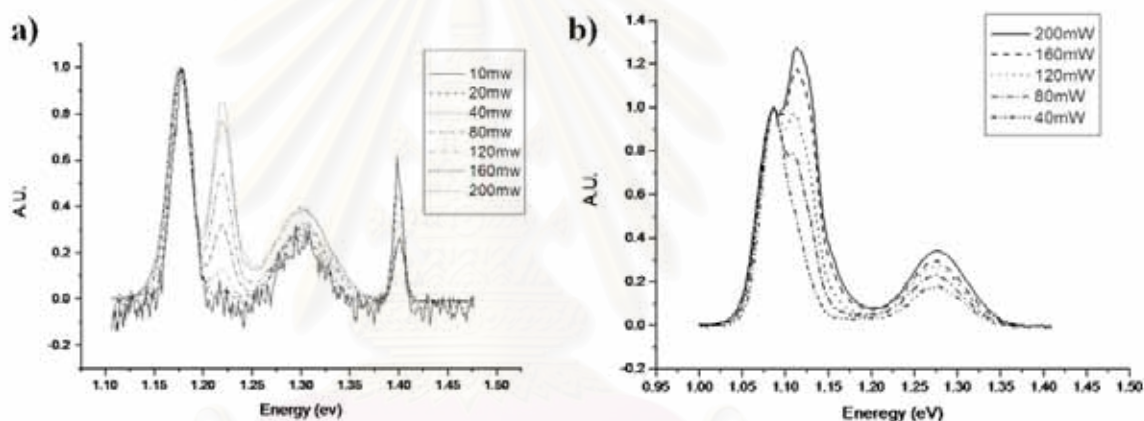 a)
10mw
20mw
40mw
80mw
120mw
160mw
200mw
1.0
0.8
0.6
0.4
0.2
0.0
-0.2
A.U.
1.10 1.15 1.20 1.25 1.30 1.35 1.40 1.45 1.50
Energy (ev)
b)
200mW
160mW
120mW
80mW
40mW
1.4
1.2
1.0
0.8
0.6
0.4
0.2
0.0
-0.2
A.U.
0.95 1.00 1.05 1.10 1.15 1.20 1.25 1.30 1.35 1.40 1.45 1.50
Eneregy (eV)